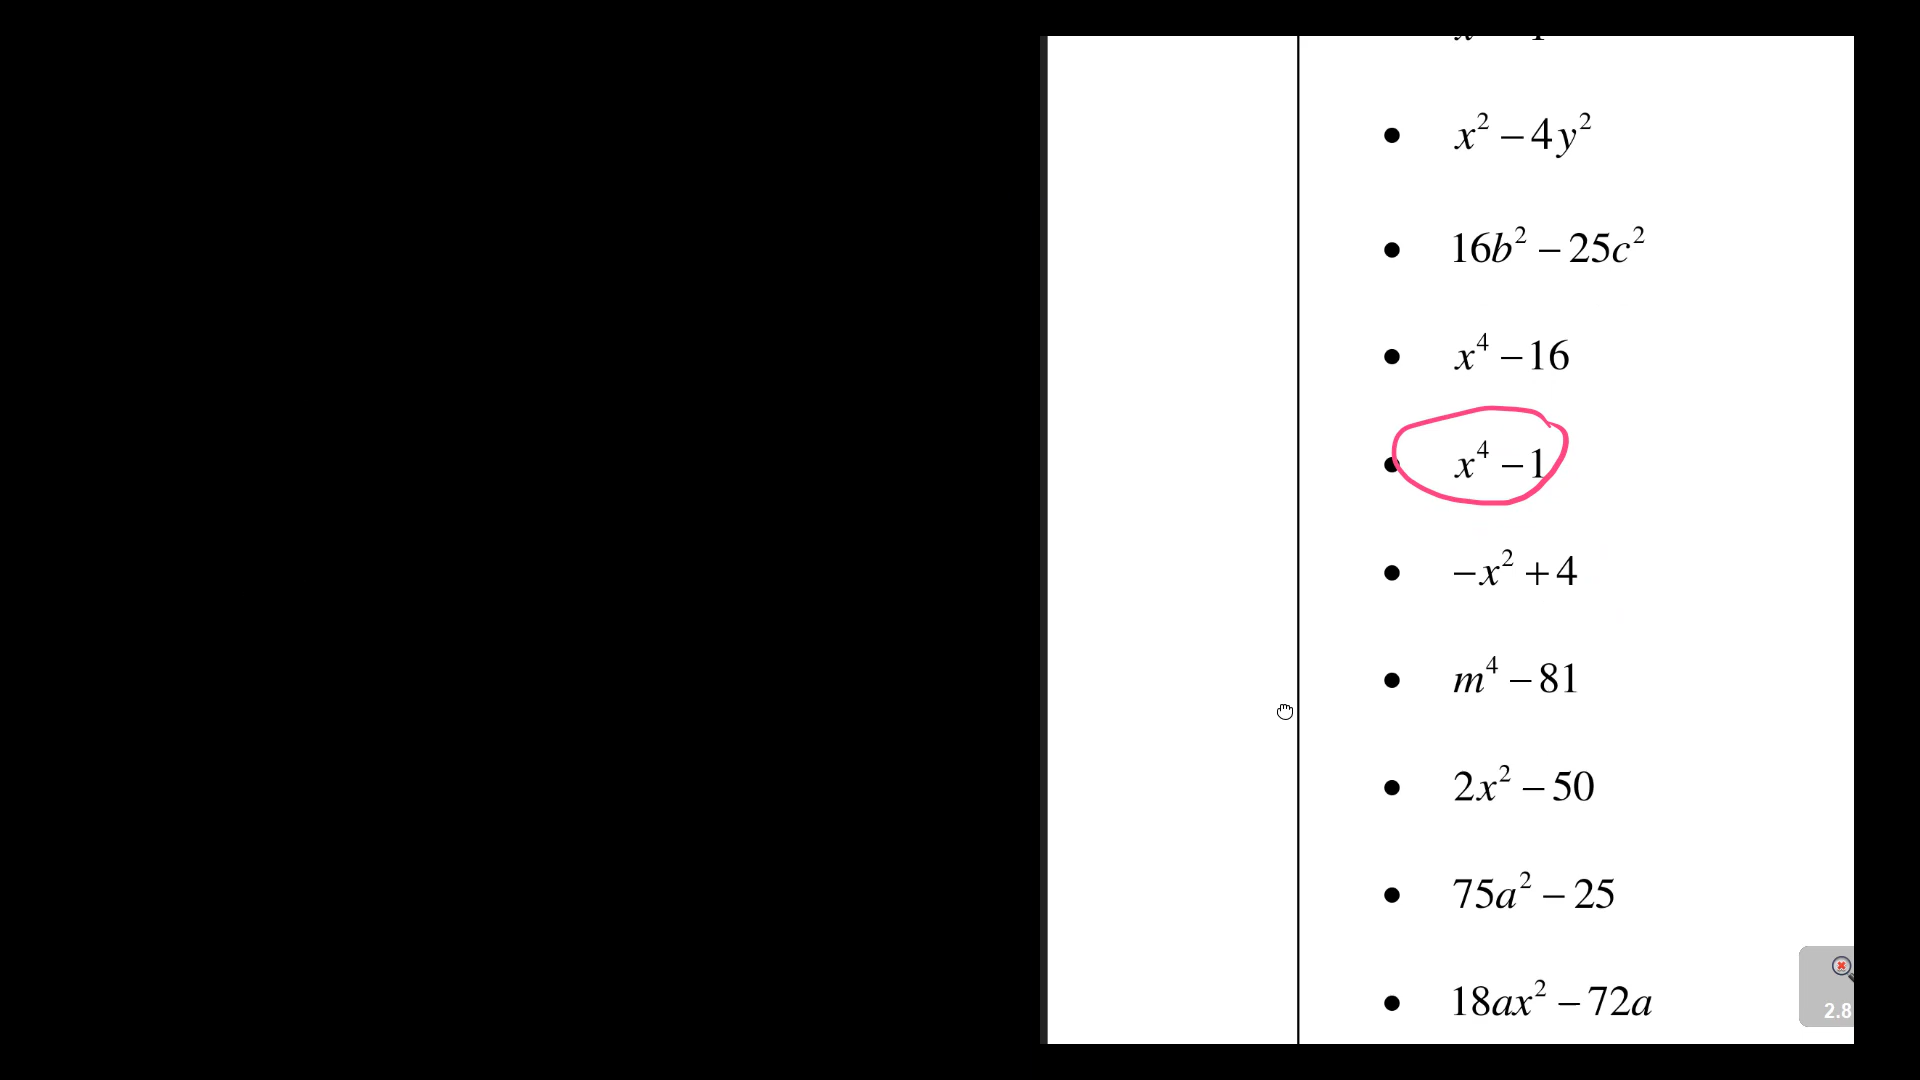 • x² − 4y²
• 16b² − 25c²
• x⁴ − 16
• x⁴ − 1
• −x² + 4
• m⁴ − 81
• 2x² − 50
• 75a² − 25
• 18ax² − 72a
2.8